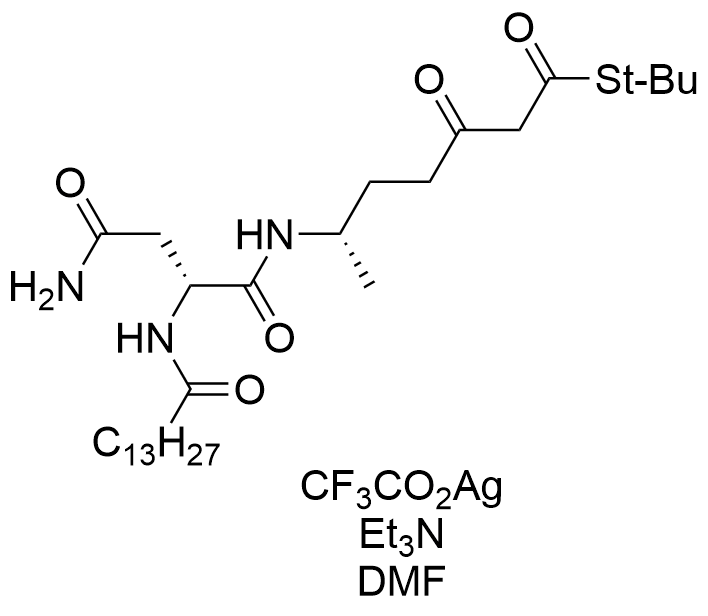 O
O
St-Bu
O
HN
H₂N
O
HN
O
C₁₃H₂₇
CF₃CO₂Ag
Et₃N
DMF